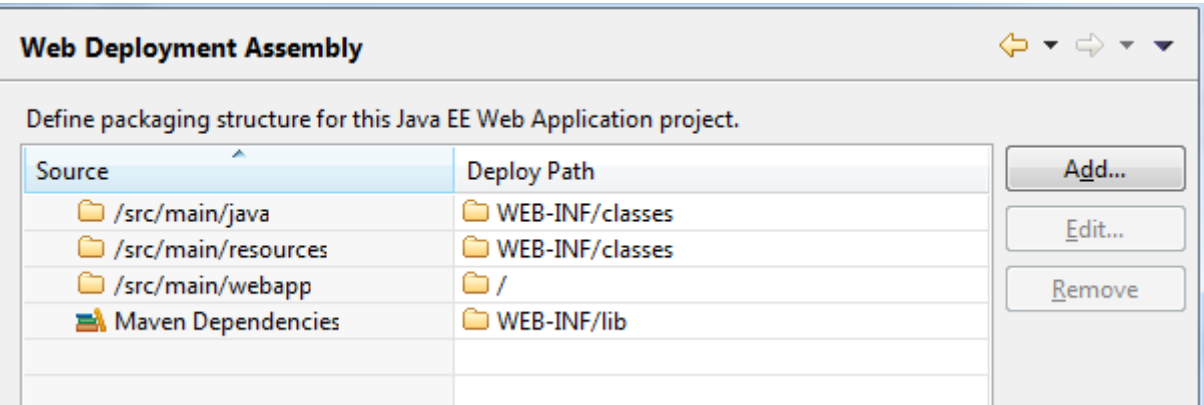 Web Deployment Assembly
Define packaging structure for this Java EE Web Application project.
Source Deploy Path
/src/main/java WEB-INF/classes
/src/main/resources WEB-INF/classes
/src/main/webapp /
Maven Dependencies WEB-INF/lib
Add...
Edit...
Remove